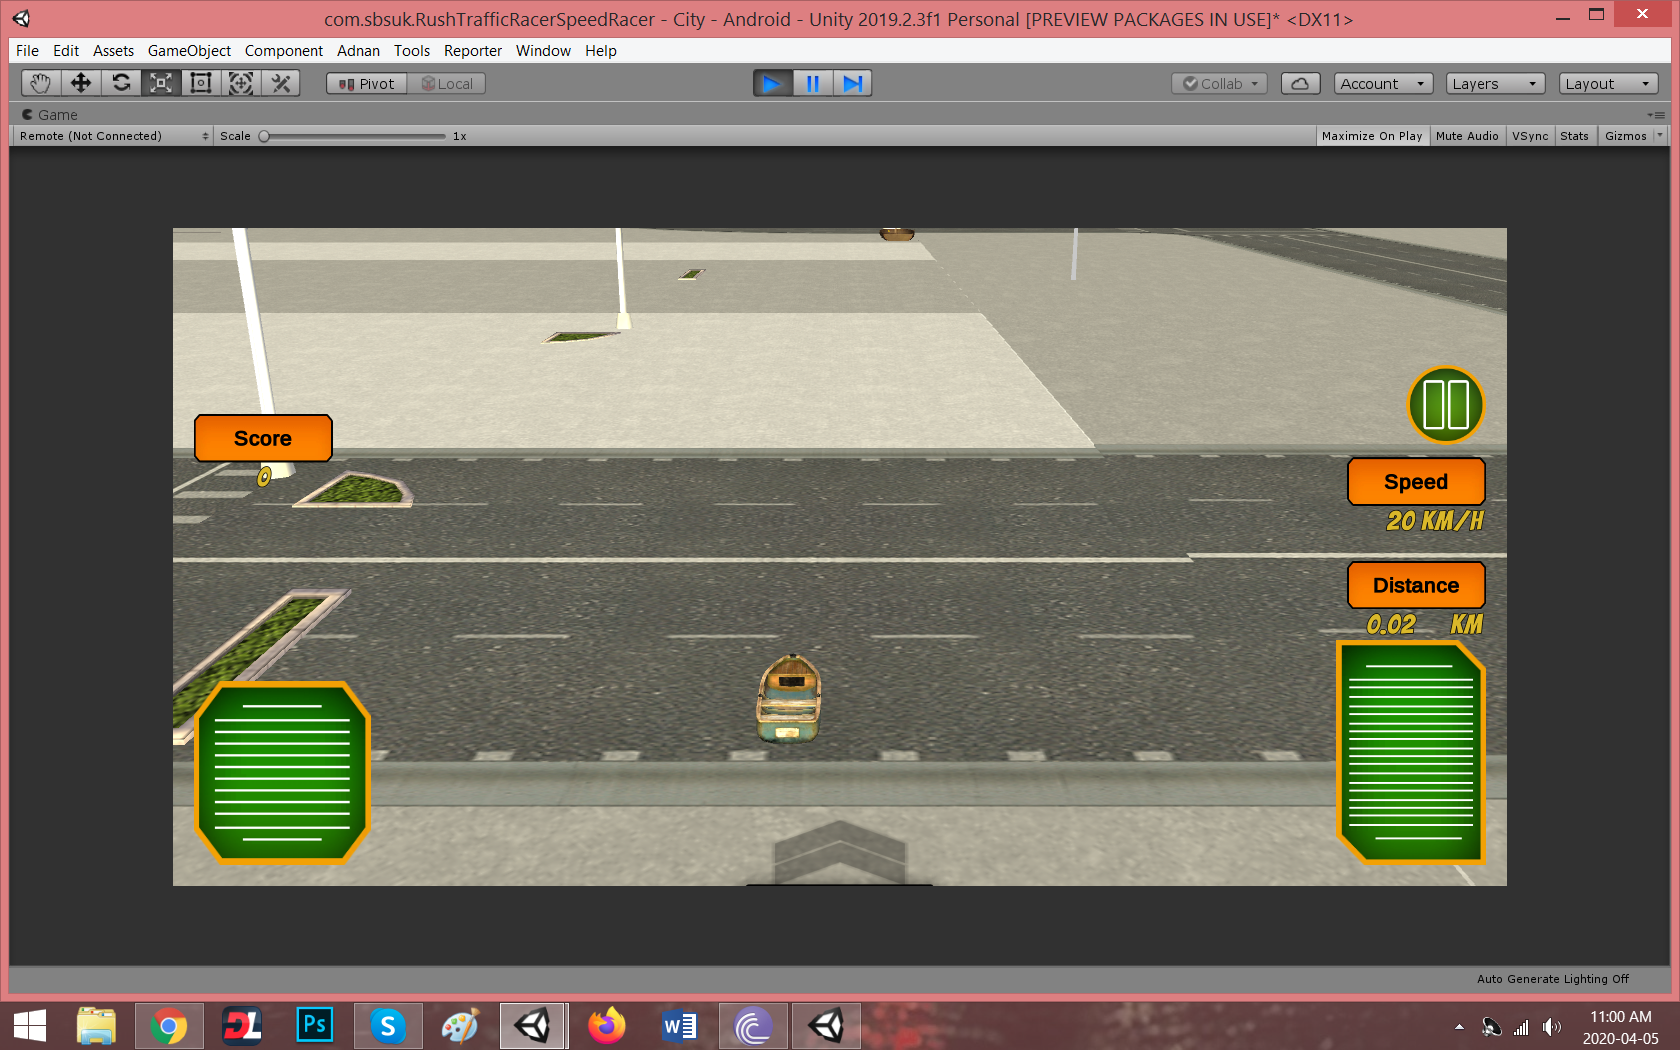 com.sbsuk.RushTrafficRacerSpeedRacer - City - Android - Unity 2019.2.3f1 Personal [PREVIEW PACKAGES IN USE]* <DX11>
File Edit Assets GameObject Component Adnan Tools Reporter Window Help
Pivot Local Collab Account Layers Layout
Game
Remote (Not Connected) Scale 1x Maximize On Play Mute Audio VSync Stats Gizmos
Score
0
Speed
20 KM/H
Distance
0.02 KM
Auto Generate Lighting Off
DL Ps S W
11:00 AM
2020-04-05